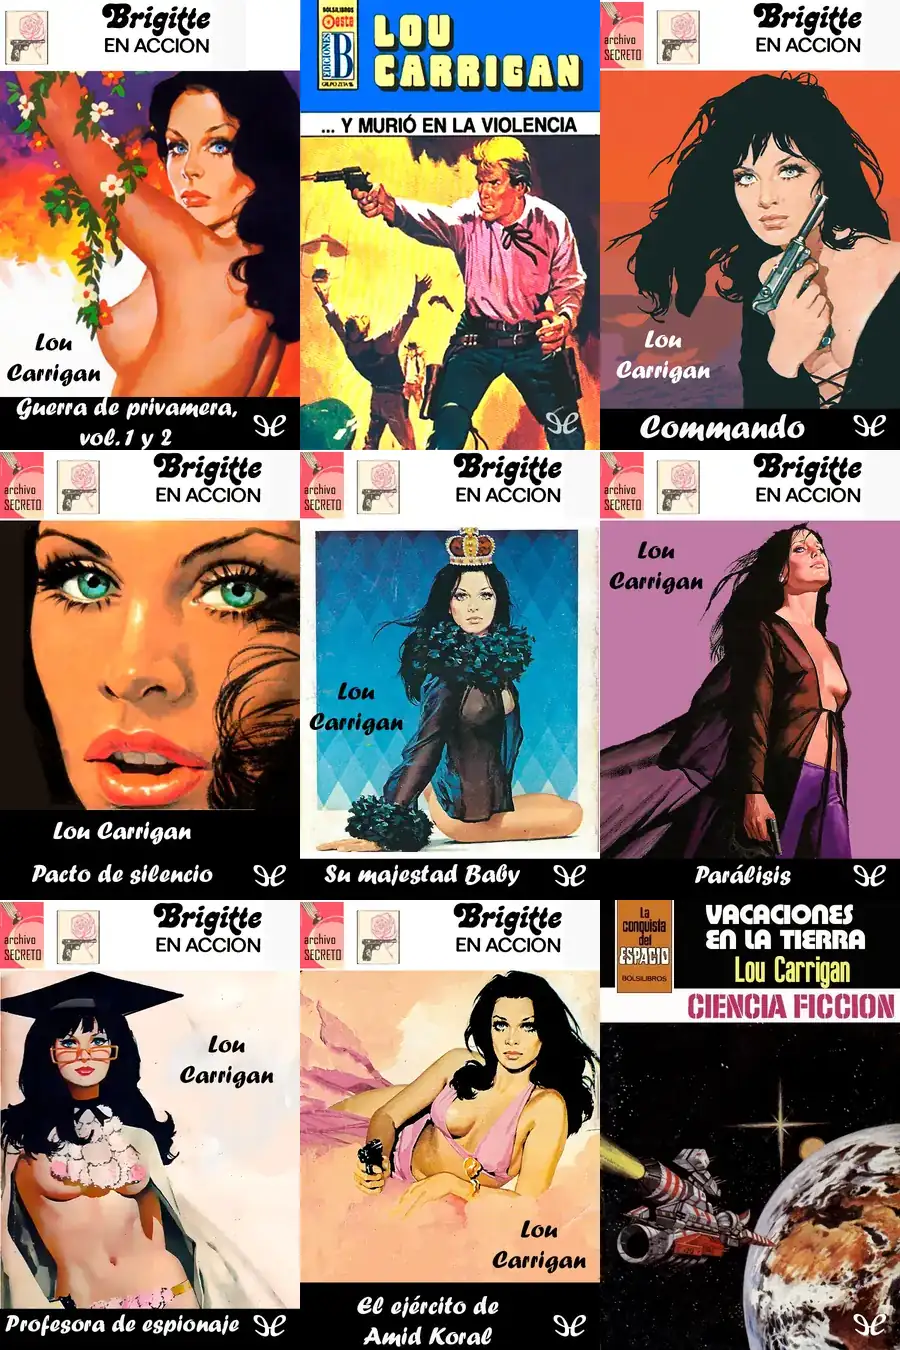 Brigitte
EN ACCION
Lou
Carrigan
Guerra de privamera,
vol. 1 y 2
BOLSILIBROS
Oeste
EDICIONES
B
GRUPO ZETA
LOU
CARRIGAN
... Y MURIÓ EN LA VIOLENCIA
archivo
SECRETO
Brigitte
EN ACCION
Lou
Carrigan
Commando
archivo
SECRETO
Brigitte
EN ACCION
Lou Carrigan
Pacto de silencio
archivo
SECRETO
Brigitte
EN ACCION
Lou
Carrigan
Su majestad Baby
archivo
SECRETO
Brigitte
EN ACCION
Lou
Carrigan
Parálisis
archivo
SECRETO
Brigitte
EN ACCION
Lou
Carrigan
Profesora de espionaje
archivo
SECRETO
Brigitte
EN ACCION
Lou
Carrigan
El ejército de
Amid Koral
La
conquista
del
ESPACIO
BOLSILIBROS
VACACIONES
EN LA TIERRA
Lou Carrigan
CIENCIA FICCION